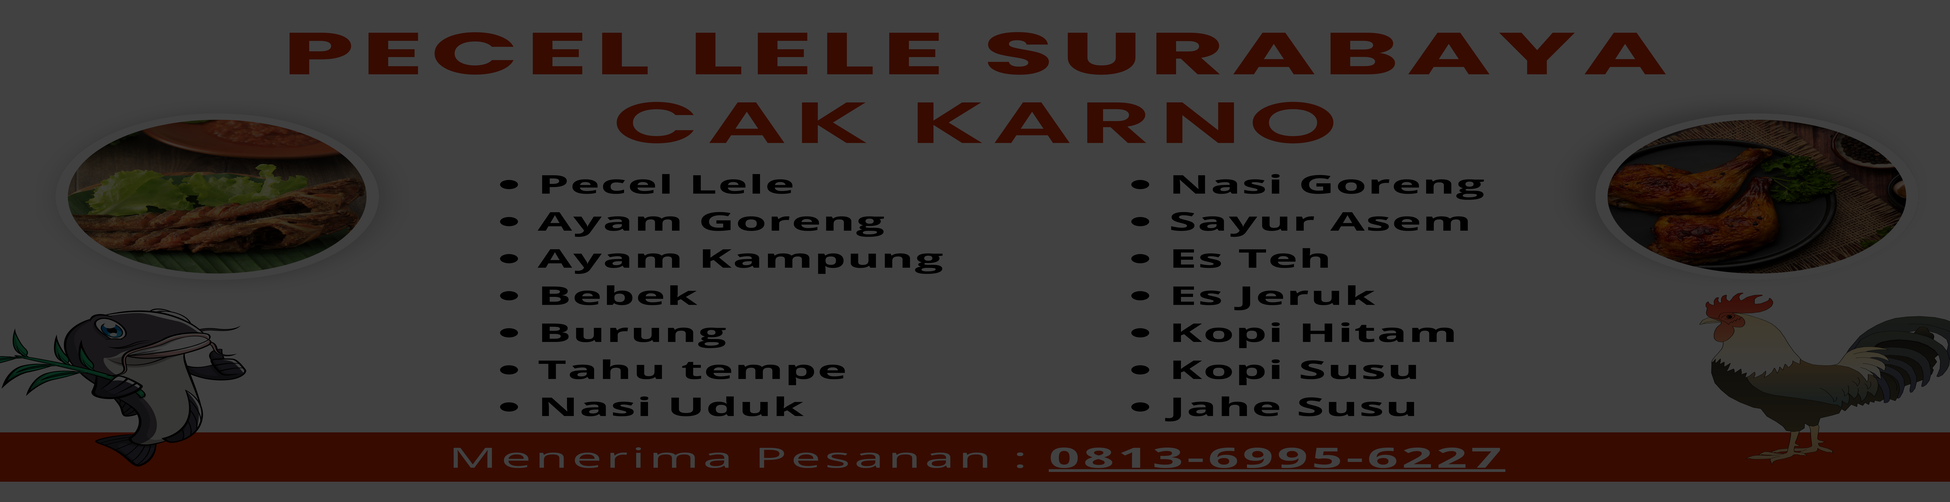 PECEL LELE SURABAYA
CAK KARNO
• Pecel Lele
• Ayam Goreng
• Ayam Kampung
• Bebek
• Burung
• Tahu tempe
• Nasi Uduk
• Nasi Goreng
• Sayur Asem
• Es Teh
• Es Jeruk
• Kopi Hitam
• Kopi Susu
• Jahe Susu
Menerima Pesanan : 0813-6995-6227